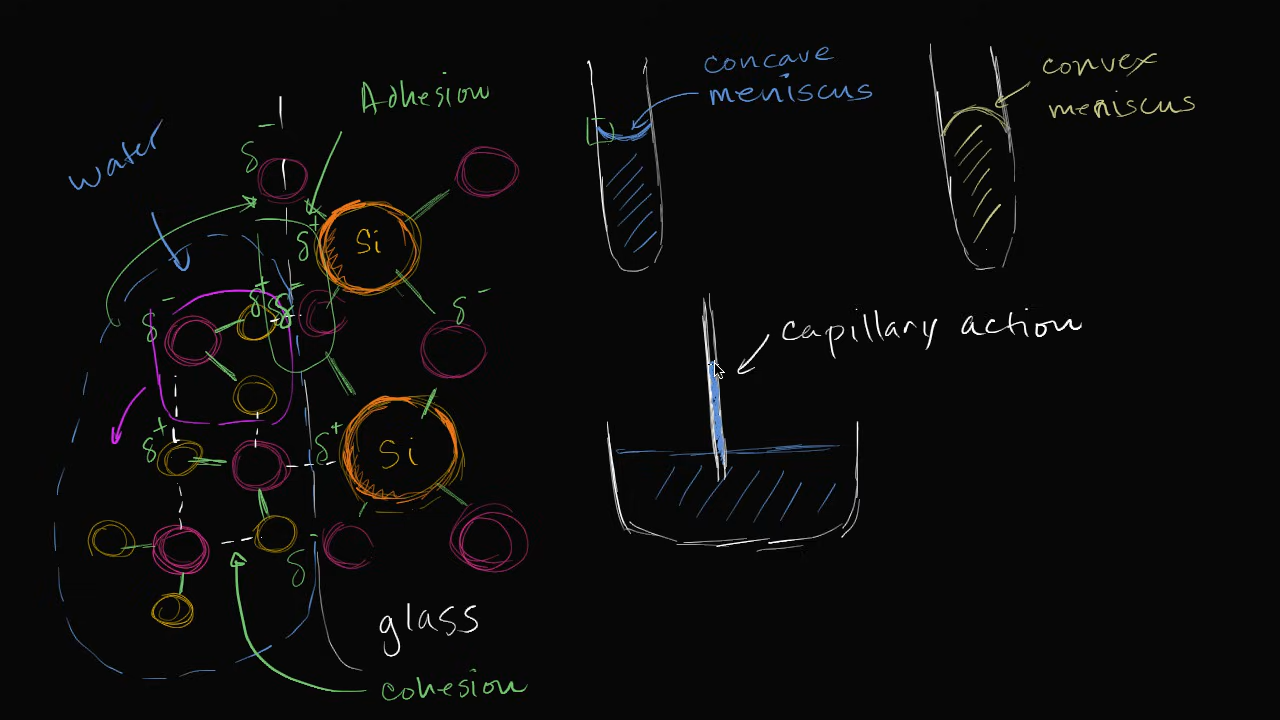 Adhesion
water
concave
meniscus
convex
meniscus
δ⁻
Si
δ⁺
δ⁻
δ⁺
δ⁻
δ⁻
capillary action
δ⁺
δ⁺
Si
δ⁻
glass
cohesion